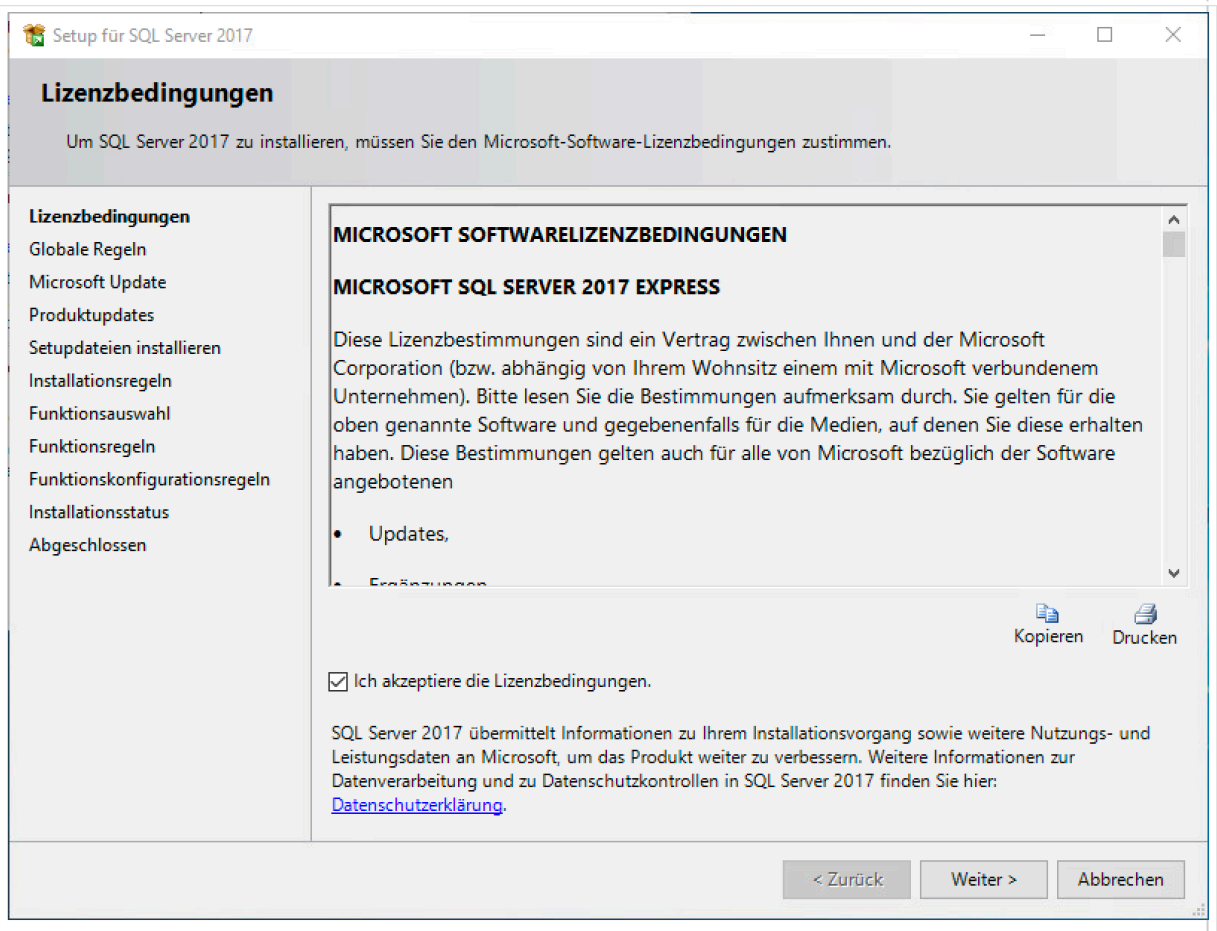 Setup für SQL Server 2017
Lizenzbedingungen
Um SQL Server 2017 zu installieren, müssen Sie den Microsoft-Software-Lizenzbedingungen zustimmen.
Lizenzbedingungen
Globale Regeln
Microsoft Update
Produktupdates
Setupdateien installieren
Installationsregeln
Funktionsauswahl
Funktionsregeln
Funktionskonfigurationsregeln
Installationsstatus
Abgeschlossen
MICROSOFT SOFTWARELIZENZBEDINGUNGEN
MICROSOFT SQL SERVER 2017 EXPRESS
Diese Lizenzbestimmungen sind ein Vertrag zwischen Ihnen und der Microsoft
Corporation (bzw. abhängig von Ihrem Wohnsitz einem mit Microsoft verbundenem
Unternehmen). Bitte lesen Sie die Bestimmungen aufmerksam durch. Sie gelten für die
oben genannte Software und gegebenenfalls für die Medien, auf denen Sie diese erhalten
haben. Diese Bestimmungen gelten auch für alle von Microsoft bezüglich der Software
angebotenen
• Updates,
• Ergänzungen
Kopieren
Drucken
Ich akzeptiere die Lizenzbedingungen.
SQL Server 2017 übermittelt Informationen zu Ihrem Installationsvorgang sowie weitere Nutzungs- und
Leistungsdaten an Microsoft, um das Produkt weiter zu verbessern. Weitere Informationen zur
Datenverarbeitung und zu Datenschutzkontrollen in SQL Server 2017 finden Sie hier:
Datenschutzerklärung.
< Zurück
Weiter >
Abbrechen